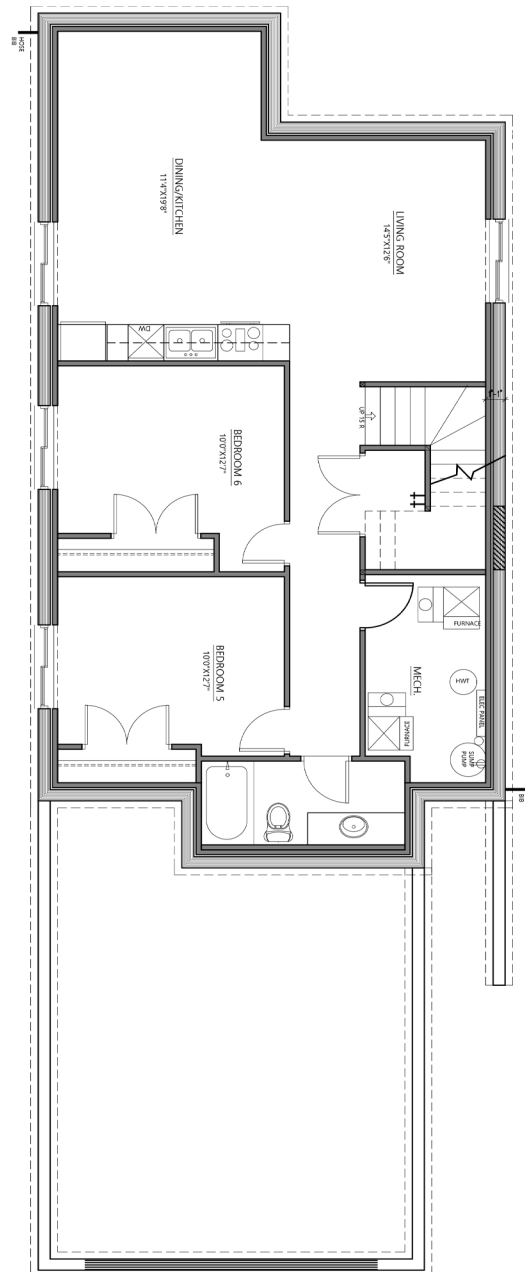 HOSE
BIB
DINING/KITCHEN
11'4"X19'8"
LIVING ROOM
14'5"X12'6"
DW
1'-1"
UP 15 R
BEDROOM 6
10'0"X12'7"
FURNACE
BEDROOM 5
10'0"X12'7"
MECH.
HWT
ELEC PANEL
FURNACE
SUMP
PUMP
BIB